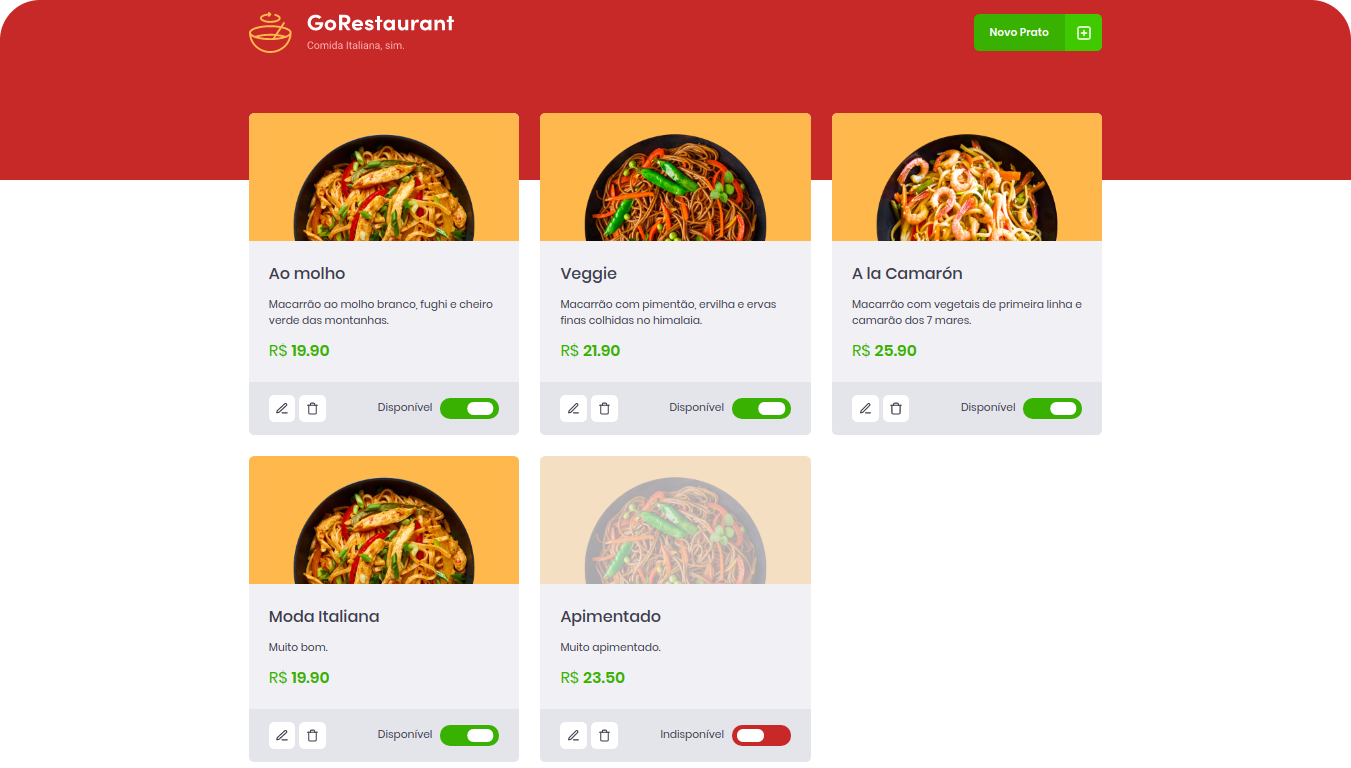 GoRestaurant
Comida Italiana, sim.
Novo Prato
Ao molho
Macarrão ao molho branco, fughi e cheiro
verde das montanhas.
R$ 19.90
Disponível
Veggie
Macarrão com pimentão, ervilha e ervas
finas colhidas no himalaia.
R$ 21.90
Disponível
A la Camarón
Macarrão com vegetais de primeira linha e
camarão dos 7 mares.
R$ 25.90
Disponível
Moda Italiana
Muito bom.
R$ 19.90
Disponível
Apimentado
Muito apimentado.
R$ 23.50
Indisponível